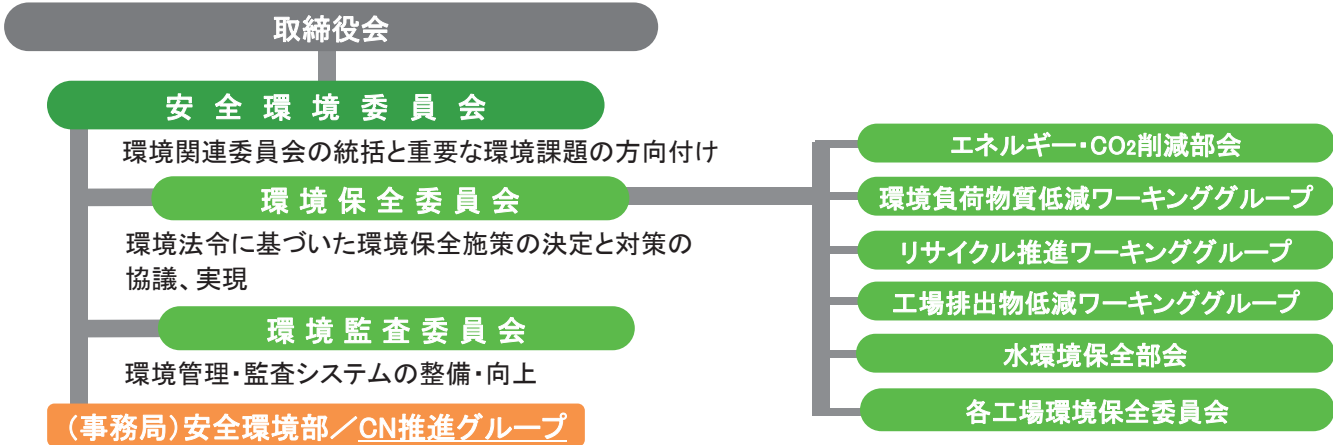 取締役会
安全環境委員会
環境関連委員会の統括と重要な環境課題の方向付け
環境保全委員会
環境法令に基づいた環境保全施策の決定と対策の
協議、実現
環境監査委員会
環境管理・監査システムの整備・向上
（事務局）安全環境部／CN推進グループ
エネルギー・CO2削減部会
環境負荷物質低減ワーキンググループ
リサイクル推進ワーキンググループ
工場排出物低減ワーキンググループ
水環境保全部会
各工場環境保全委員会